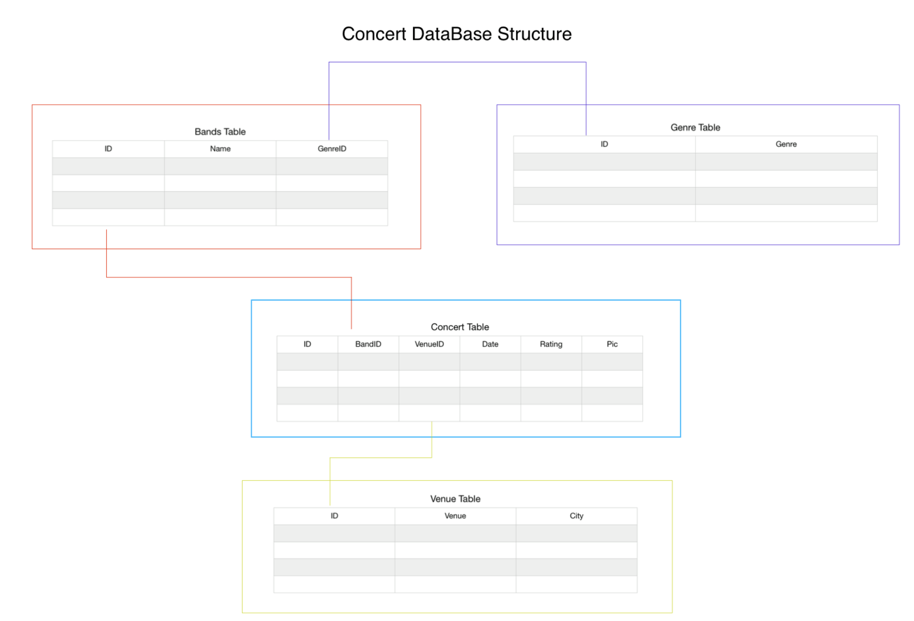 Concert DataBase Structure
Bands Table
ID Name GenreID
Genre Table
ID Genre
Concert Table
ID BandID VenueID Date Rating Pic
Venue Table
ID Venue City